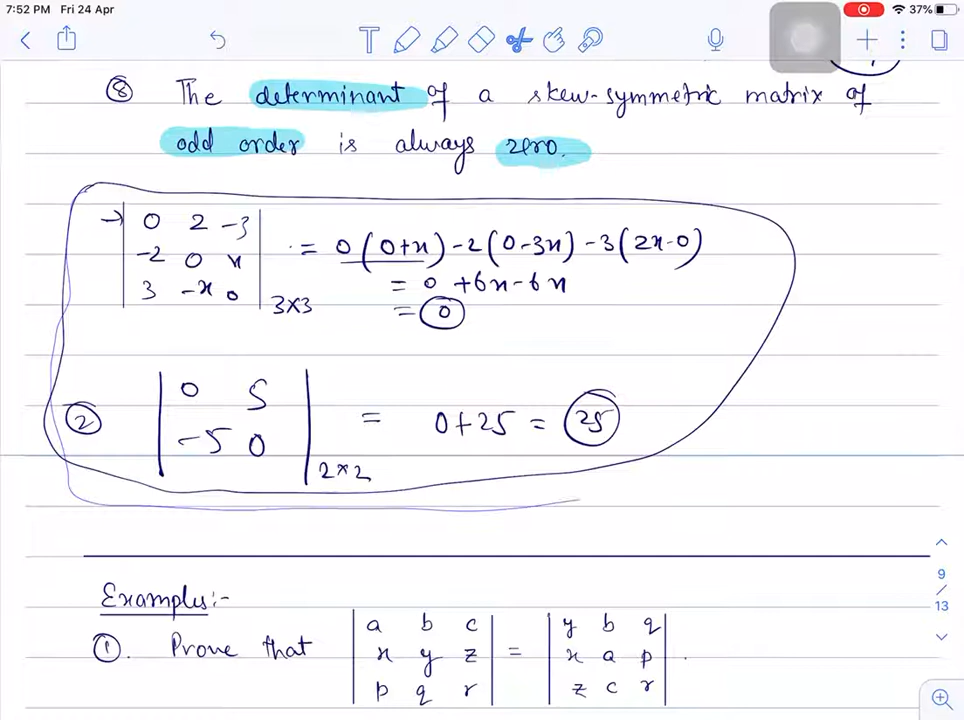 7:52 PM Fri 24 Apr 37%
⑧ The determinant of a skew-symmetric matrix of
odd order is always zero.
→ | 0 2 -3 | = 0(0+x) -2(0-3x) -3(2x-0)
| -2 0 x | = 0 +6x-6x
| 3 -x 0 | 3×3 = 0
② | 0 5 | = 0+25 = 25
| -5 0 | 2×2
Examples:-
①. Prove that | a b c | = | y b q | .
| x y z | | x a p |
| p q r | | z c r |
9
/
13